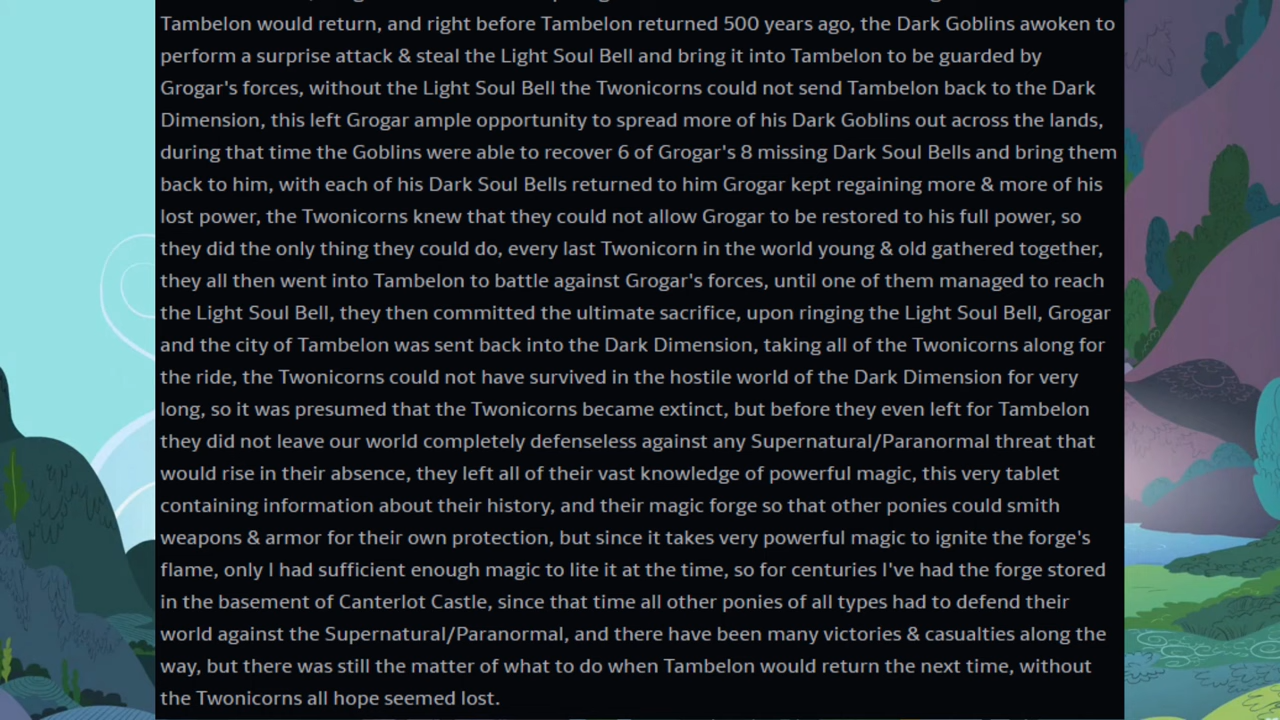 Tambelon would return, and right before Tambelon returned 500 years ago, the Dark Goblins awoken to
perform a surprise attack & steal the Light Soul Bell and bring it into Tambelon to be guarded by
Grogar's forces, without the Light Soul Bell the Twonicorns could not send Tambelon back to the Dark
Dimension, this left Grogar ample opportunity to spread more of his Dark Goblins out across the lands,
during that time the Goblins were able to recover 6 of Grogar's 8 missing Dark Soul Bells and bring them
back to him, with each of his Dark Soul Bells returned to him Grogar kept regaining more & more of his
lost power, the Twonicorns knew that they could not allow Grogar to be restored to his full power, so
they did the only thing they could do, every last Twonicorn in the world young & old gathered together,
they all then went into Tambelon to battle against Grogar's forces, until one of them managed to reach
the Light Soul Bell, they then committed the ultimate sacrifice, upon ringing the Light Soul Bell, Grogar
and the city of Tambelon was sent back into the Dark Dimension, taking all of the Twonicorns along for
the ride, the Twonicorns could not have survived in the hostile world of the Dark Dimension for very
long, so it was presumed that the Twonicorns became extinct, but before they even left for Tambelon
they did not leave our world completely defenseless against any Supernatural/Paranormal threat that
would rise in their absence, they left all of their vast knowledge of powerful magic, this very tablet
containing information about their history, and their magic forge so that other ponies could smith
weapons & armor for their own protection, but since it takes very powerful magic to ignite the forge's
flame, only I had sufficient enough magic to lite it at the time, so for centuries I've had the forge stored
in the basement of Canterlot Castle, since that time all other ponies of all types had to defend their
world against the Supernatural/Paranormal, and there have been many victories & casualties along the
way, but there was still the matter of what to do when Tambelon would return the next time, without
the Twonicorns all hope seemed lost.